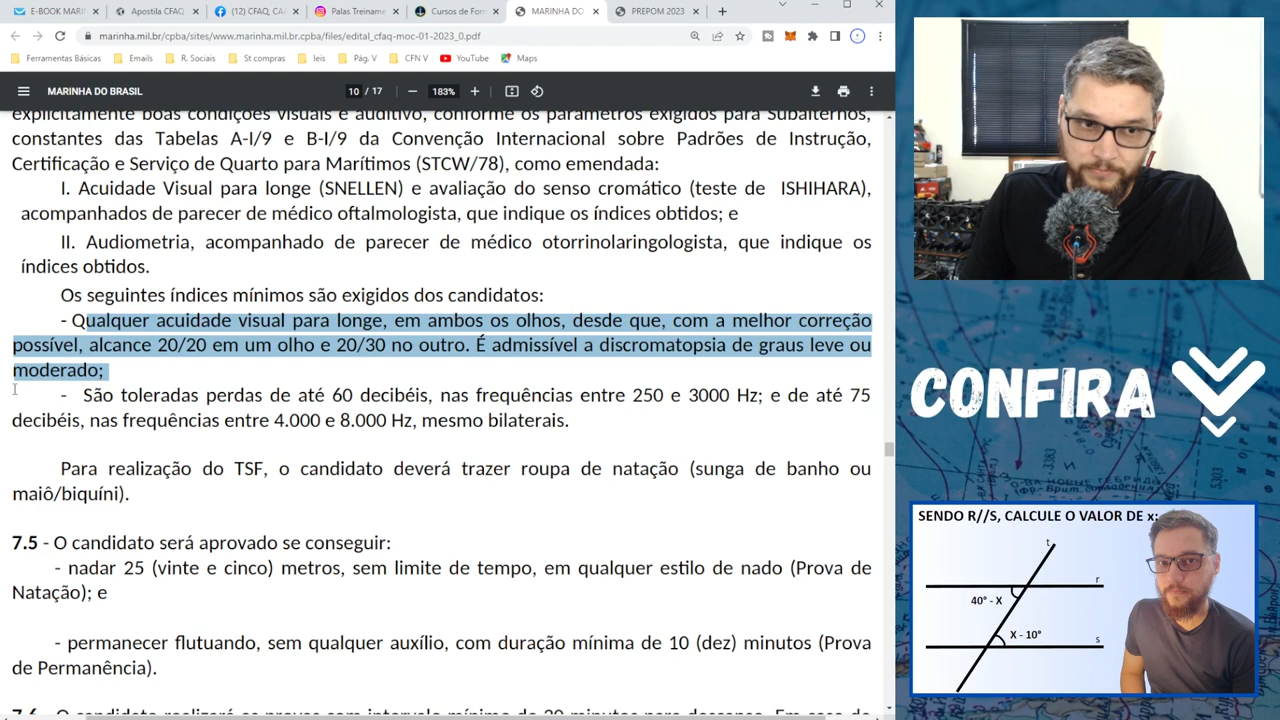 E-BOOK MARI
Apostila CFAQ
(12) CFAQ, CA
Palas Treiname
Cursos de Form
MARINHA DO
PREPOM 2023
marinha.mil.br/cpba/sites/www.marinha.mil.br.cpba/files/edital_cfaq-moc-i-2023_0.pdf
Ferramentas Básicas
Emails
R. Sociais
St compras
leis
Pág. V
CFN V
YouTube
Maps
MARINHA DO BRASIL
10 / 17
183%
explicitamente boas condições visuais e auditivo, conforme os parâmetros exigidos para Subalternos,
constantes das Tabelas A-I/9 e B-I/9 da Convenção Internacional sobre Padrões de Instrução,
Certificação e Serviço de Quarto para Marítimos (STCW/78), como emendada:
I. Acuidade Visual para longe (SNELLEN) e avaliação do senso cromático (teste de ISHIHARA),
acompanhados de parecer de médico oftalmologista, que indique os índices obtidos; e
II. Audiometria, acompanhado de parecer de médico otorrinolaringologista, que indique os
índices obtidos.
Os seguintes índices mínimos são exigidos dos candidatos:
- Qualquer acuidade visual para longe, em ambos os olhos, desde que, com a melhor correção
possível, alcance 20/20 em um olho e 20/30 no outro. É admissível a discromatopsia de graus leve ou
moderado;
- São toleradas perdas de até 60 decibéis, nas frequências entre 250 e 3000 Hz; e de até 75
decibéis, nas frequências entre 4.000 e 8.000 Hz, mesmo bilaterais.
Para realização do TSF, o candidato deverá trazer roupa de natação (sunga de banho ou
maiô/biquíni).
7.5 - O candidato será aprovado se conseguir:
- nadar 25 (vinte e cinco) metros, sem limite de tempo, em qualquer estilo de nado (Prova de
Natação); e
- permanecer flutuando, sem qualquer auxílio, com duração mínima de 10 (dez) minutos (Prova
de Permanência).
CONFIRA
SENDO R//S, CALCULE O VALOR DE x:
t
r
40° - X
X - 10°
s